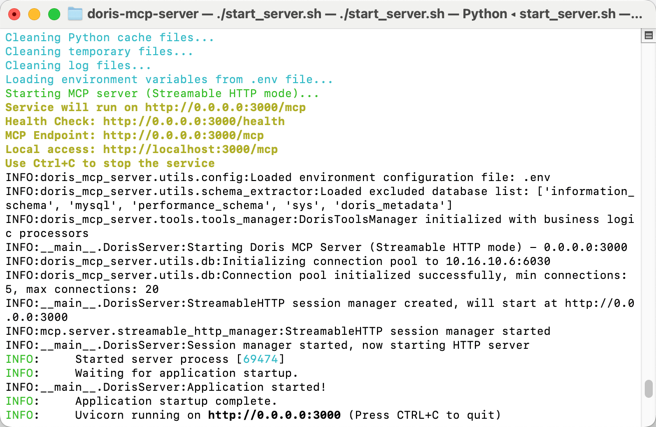 doris-mcp-server — ./start_server.sh — ./start_server.sh — Python ◂ start_server.sh —...
Cleaning Python cache files...
Cleaning temporary files...
Cleaning log files...
Loading environment variables from .env file...
Starting MCP server (Streamable HTTP mode)...
Service will run on http://0.0.0.0:3000/mcp
Health Check: http://0.0.0.0:3000/health
MCP Endpoint: http://0.0.0.0:3000/mcp
Local access: http://localhost:3000/mcp
Use Ctrl+C to stop the service
INFO:doris_mcp_server.utils.config:Loaded environment configuration file: .env
INFO:doris_mcp_server.utils.schema_extractor:Loaded excluded database list: ['information_
schema', 'mysql', 'performance_schema', 'sys', 'doris_metadata']
INFO:doris_mcp_server.tools.tools_manager:DorisToolsManager initialized with business logi
c processors
INFO:__main__.DorisServer:Starting Doris MCP Server (Streamable HTTP mode) - 0.0.0.0:3000
INFO:doris_mcp_server.utils.db:Initializing connection pool to 10.16.10.6:6030
INFO:doris_mcp_server.utils.db:Connection pool initialized successfully, min connections:
5, max connections: 20
INFO:__main__.DorisServer:StreamableHTTP session manager created, will start at http://0.0
.0.0:3000
INFO:mcp.server.streamable_http_manager:StreamableHTTP session manager started
INFO:__main__.DorisServer:Session manager started, now starting HTTP server
INFO:     Started server process [69474]
INFO:     Waiting for application startup.
INFO:__main__.DorisServer:Application started!
INFO:     Application startup complete.
INFO:     Uvicorn running on http://0.0.0.0:3000 (Press CTRL+C to quit)